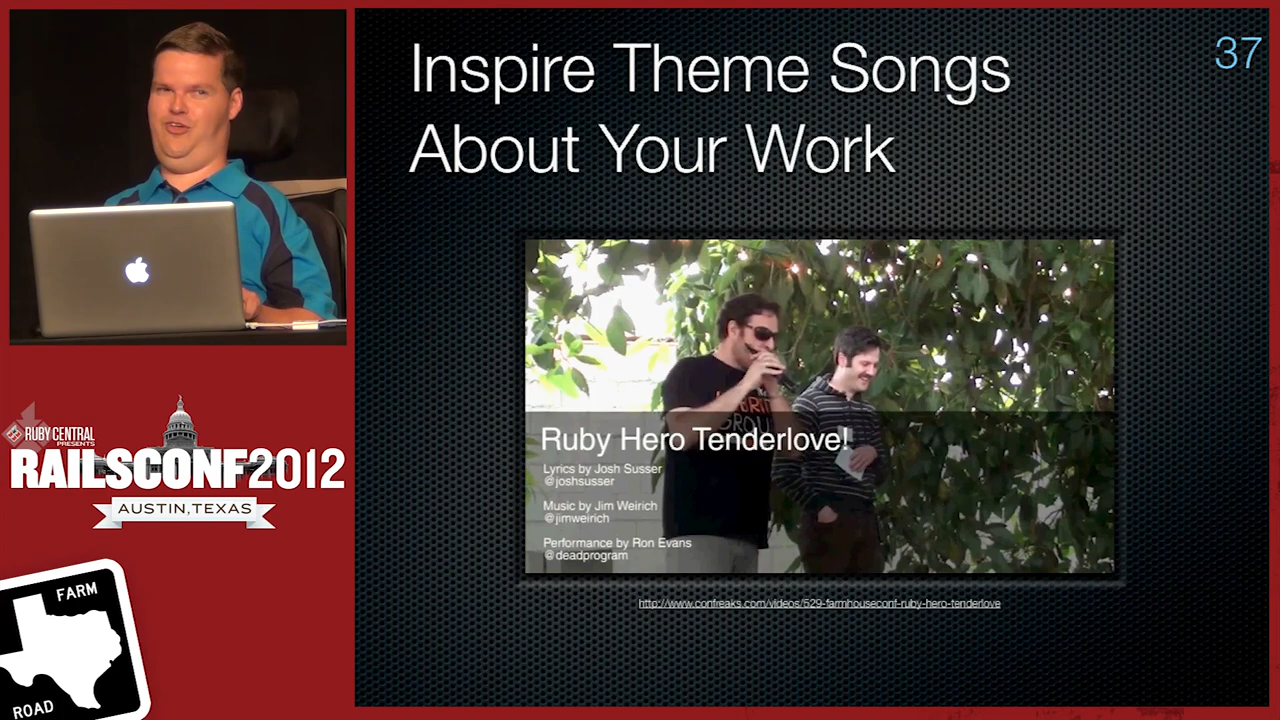 Inspire Theme Songs
About Your Work
37
Ruby Hero Tenderlove!
Lyrics by Josh Susser
@joshsusser
Music by Jim Weirich
@jimweirich
Performance by Ron Evans
@deadprogram
http://www.confreaks.com/videos/529-farmhouseconf-ruby-hero-tenderlove
RUBY CENTRAL
PRESENTS
RAILSCONF2012
AUSTIN, TEXAS
FARM
ROAD